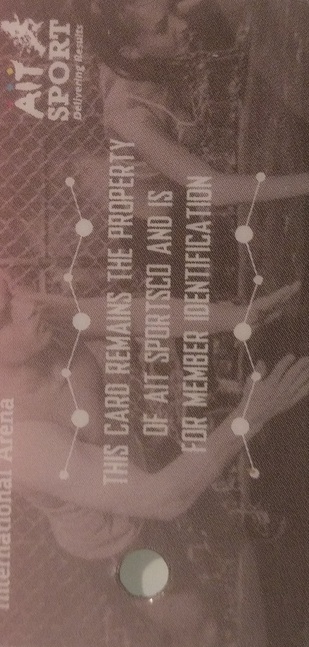 International Arena
AIT
SPORT
Delivering Results
THIS CARD REMAINS THE PROPERTY
OF AIT SPORTSCO AND IS
FOR MEMBER IDENTIFICATION